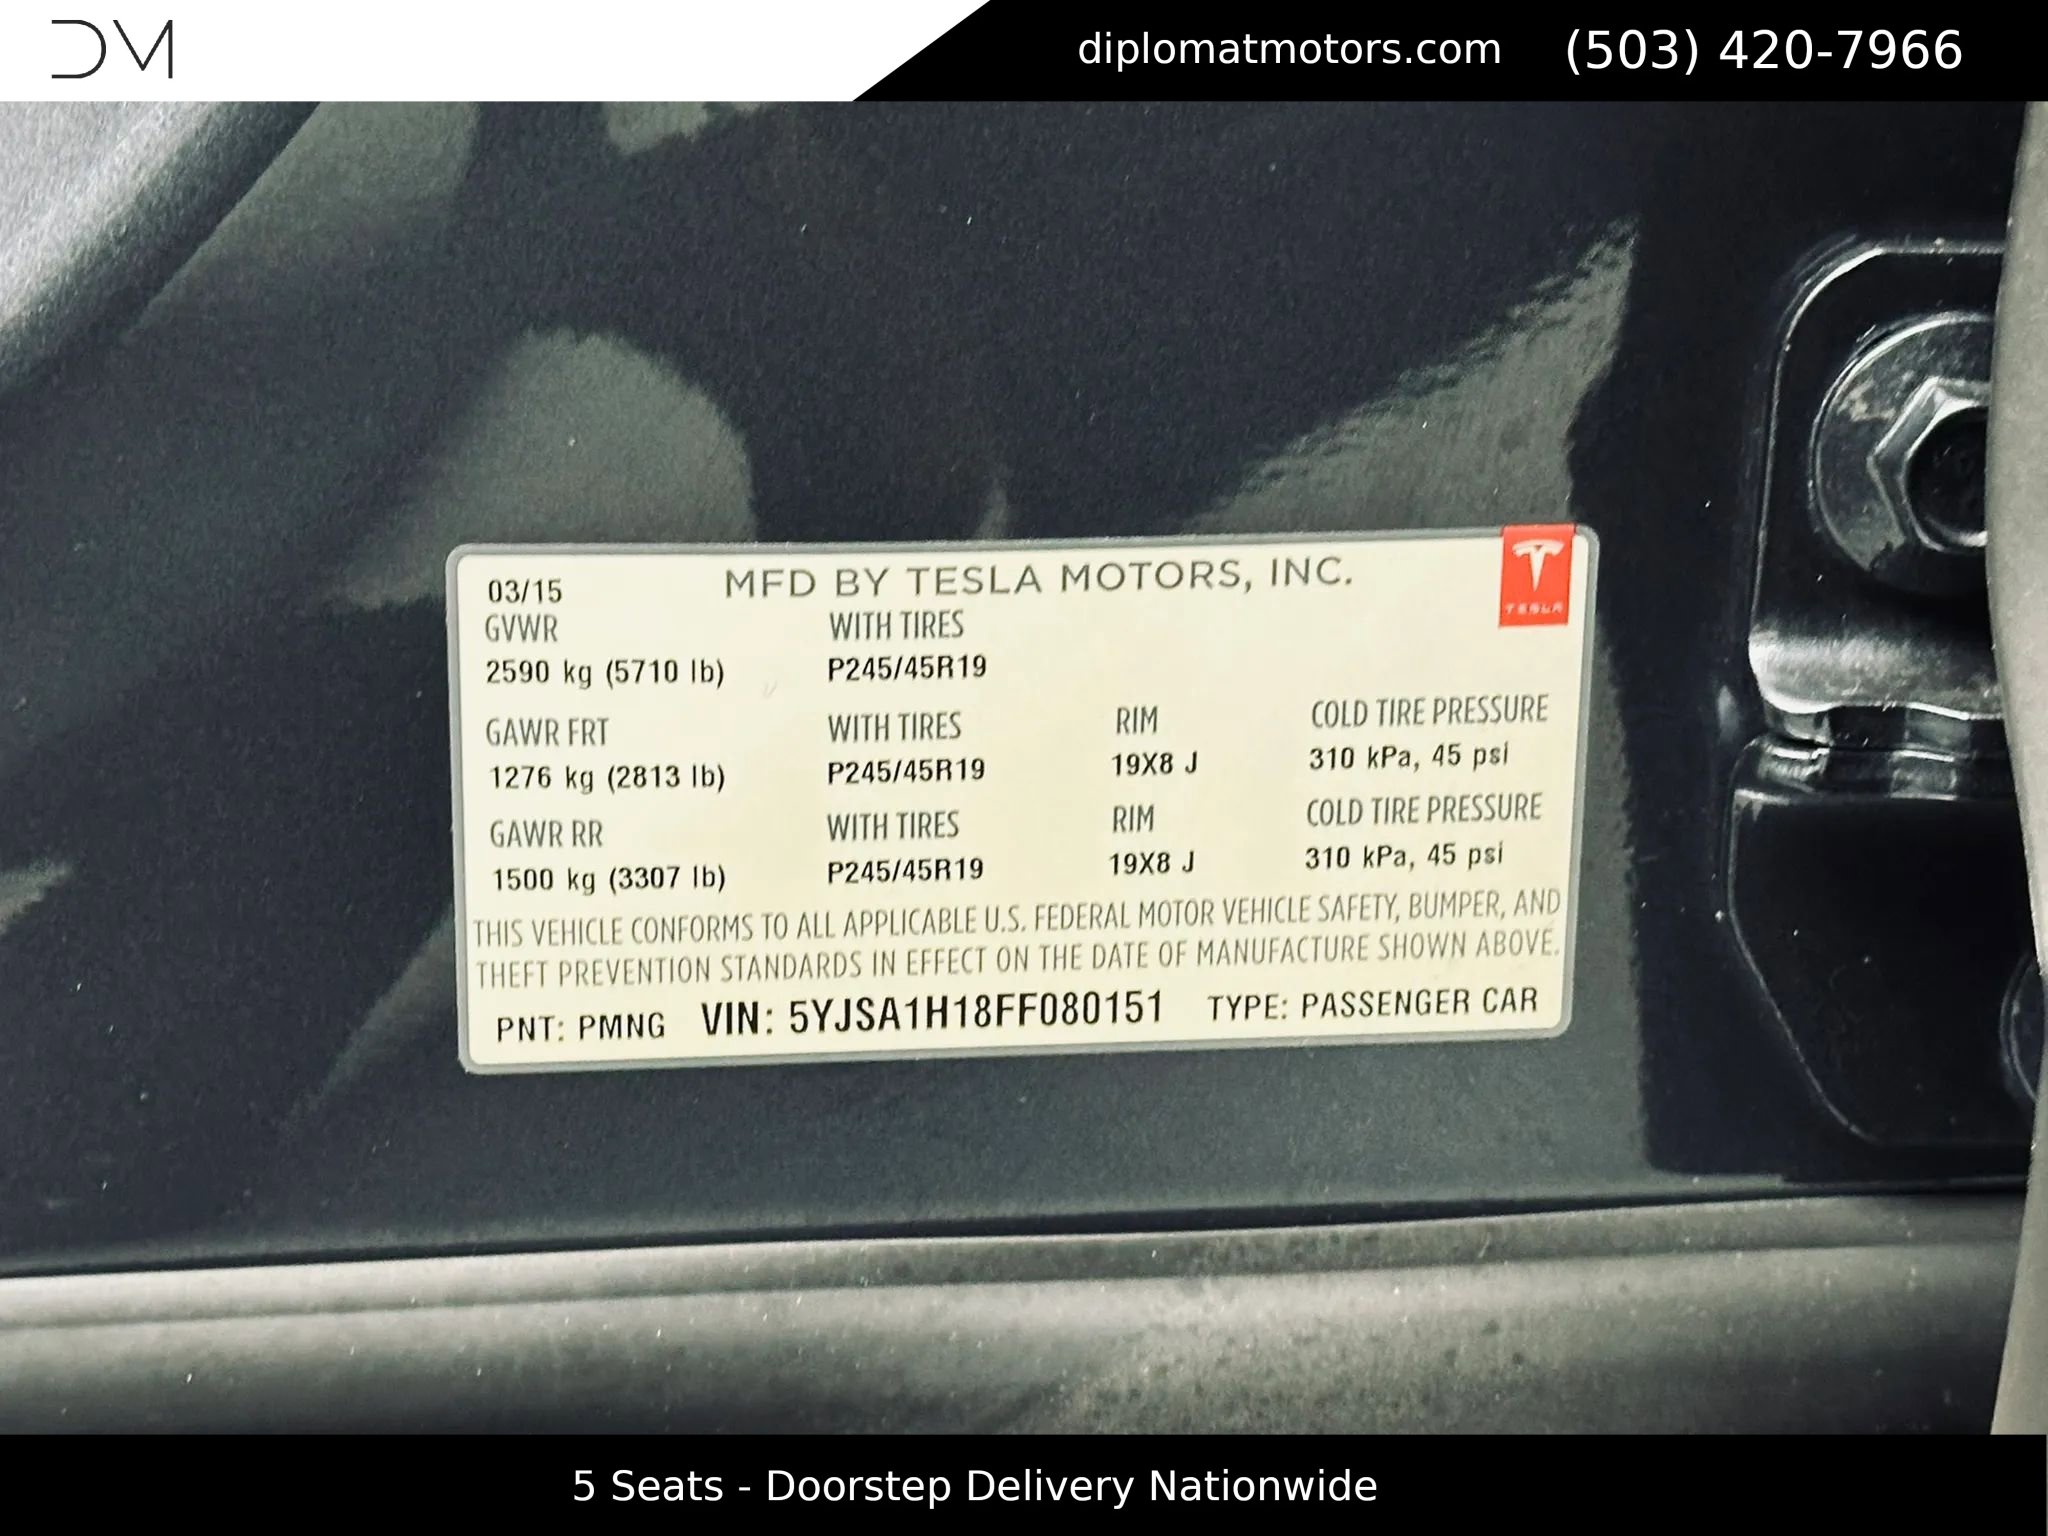 DM
diplomatmotors.com (503) 420-7966
03/15 MFD BY TESLA MOTORS, INC.
TESLA
GVWR WITH TIRES
2590 kg (5710 lb) P245/45R19
GAWR FRT WITH TIRES RIM COLD TIRE PRESSURE
1276 kg (2813 lb) P245/45R19 19X8 J 310 kPa, 45 psi
GAWR RR WITH TIRES RIM COLD TIRE PRESSURE
1500 kg (3307 lb) P245/45R19 19X8 J 310 kPa, 45 psi
THIS VEHICLE CONFORMS TO ALL APPLICABLE U.S. FEDERAL MOTOR VEHICLE SAFETY, BUMPER, AND
THEFT PREVENTION STANDARDS IN EFFECT ON THE DATE OF MANUFACTURE SHOWN ABOVE.
PNT: PMNG VIN: 5YJSA1H18FF080151 TYPE: PASSENGER CAR
5 Seats - Doorstep Delivery Nationwide